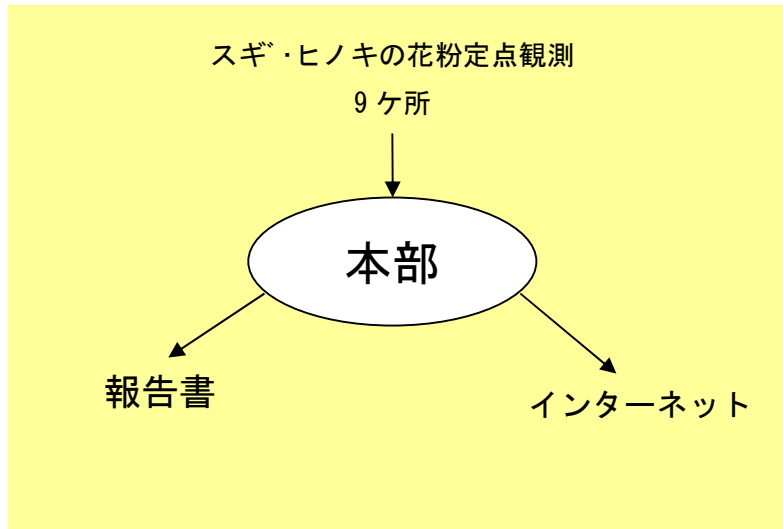 スギ・ヒノキの花粉定点観測
9ケ所
本部
報告書
インターネット